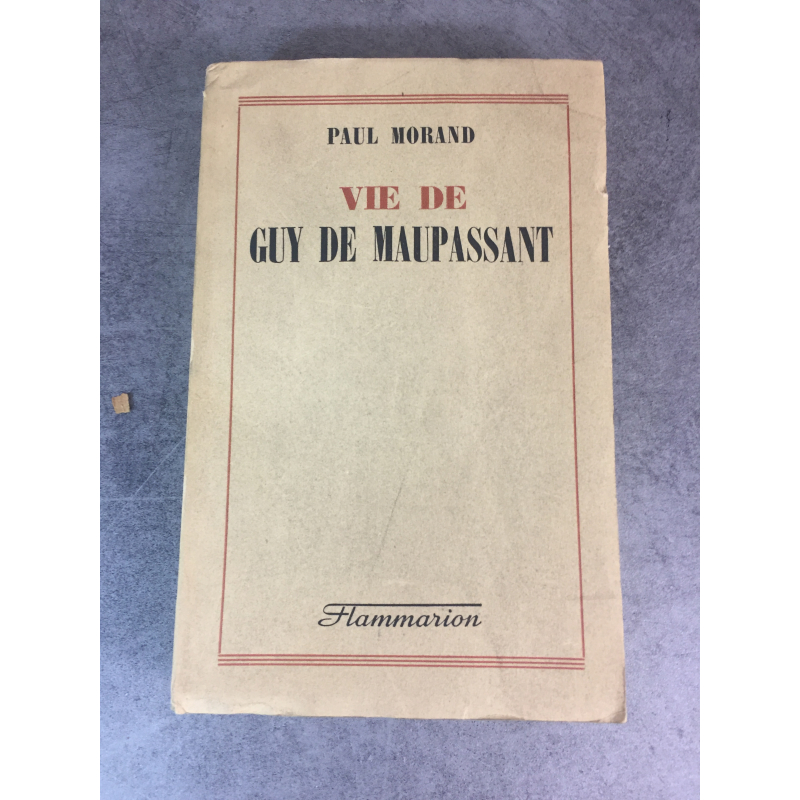 PAUL MORAND
VIE DE
GUY DE MAUPASSANT
Flammarion